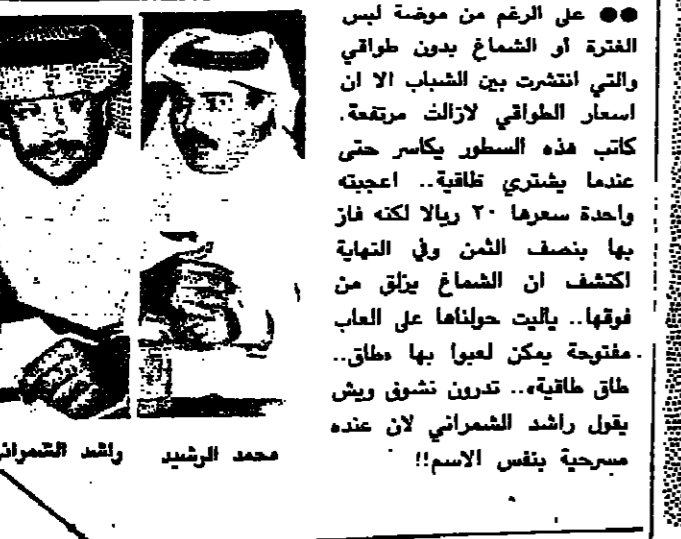 ●● على الرغم من موضة لبس
الغترة أو الشماغ بدون طواقي
والتي انتشرت بين الشباب الا ان
اسعار الطواقي لازالت مرتفعة.
كاتب هذه السطور يكاسر حتى
عندما يشتري طاقية.. اعجبته
واحدة سعرها ٢٠ ريالا لكنه فاز
بها بنصف الثمن وفي النهاية
اكتشف ان الشماغ يزلق من
فوقها.. ياليت حولناها على العاب
مفتوحة يمكن لعبوا بها «طاق..
طاق طاقية».. تدرون نشوف ويش
يقول راشد الشمراني لان عنده
مسرحية بنفس الاسم!!
محمد الرشيد
راشد الشمراني